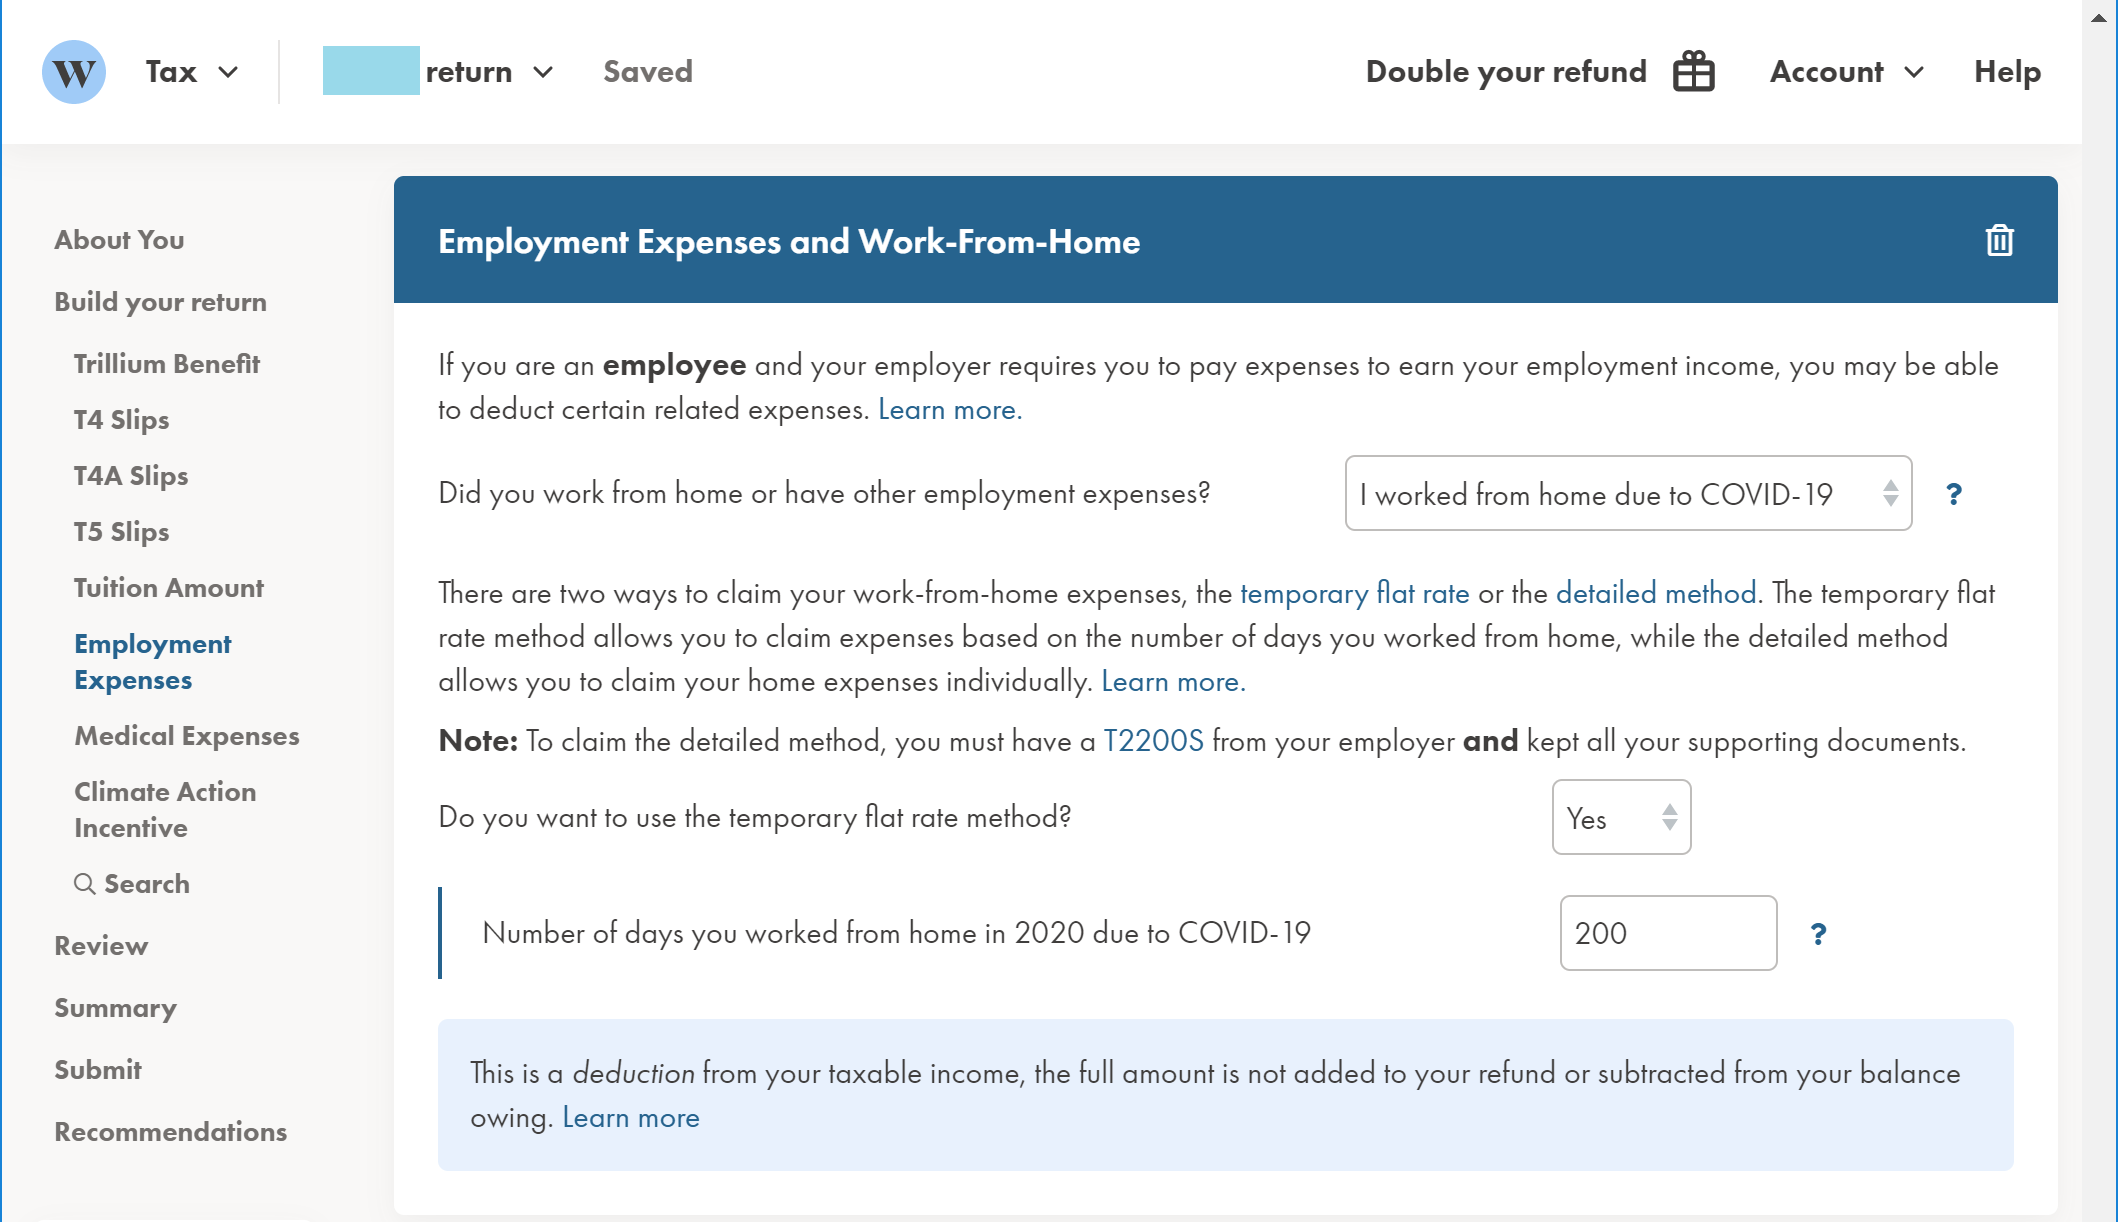 W Tax return Saved Double your refund Account Help
About You
Build your return
Trillium Benefit
T4 Slips
T4A Slips
T5 Slips
Tuition Amount
Employment
Expenses
Medical Expenses
Climate Action
Incentive
Search
Review
Summary
Submit
Recommendations
Employment Expenses and Work-From-Home
If you are an employee and your employer requires you to pay expenses to earn your employment income, you may be able
to deduct certain related expenses. Learn more.
Did you work from home or have other employment expenses? I worked from home due to COVID-19 ?
There are two ways to claim your work-from-home expenses, the temporary flat rate or the detailed method. The temporary flat
rate method allows you to claim expenses based on the number of days you worked from home, while the detailed method
allows you to claim your home expenses individually. Learn more.
Note: To claim the detailed method, you must have a T2200S from your employer and kept all your supporting documents.
Do you want to use the temporary flat rate method? Yes
Number of days you worked from home in 2020 due to COVID-19 200 ?
This is a deduction from your taxable income, the full amount is not added to your refund or subtracted from your balance
owing. Learn more